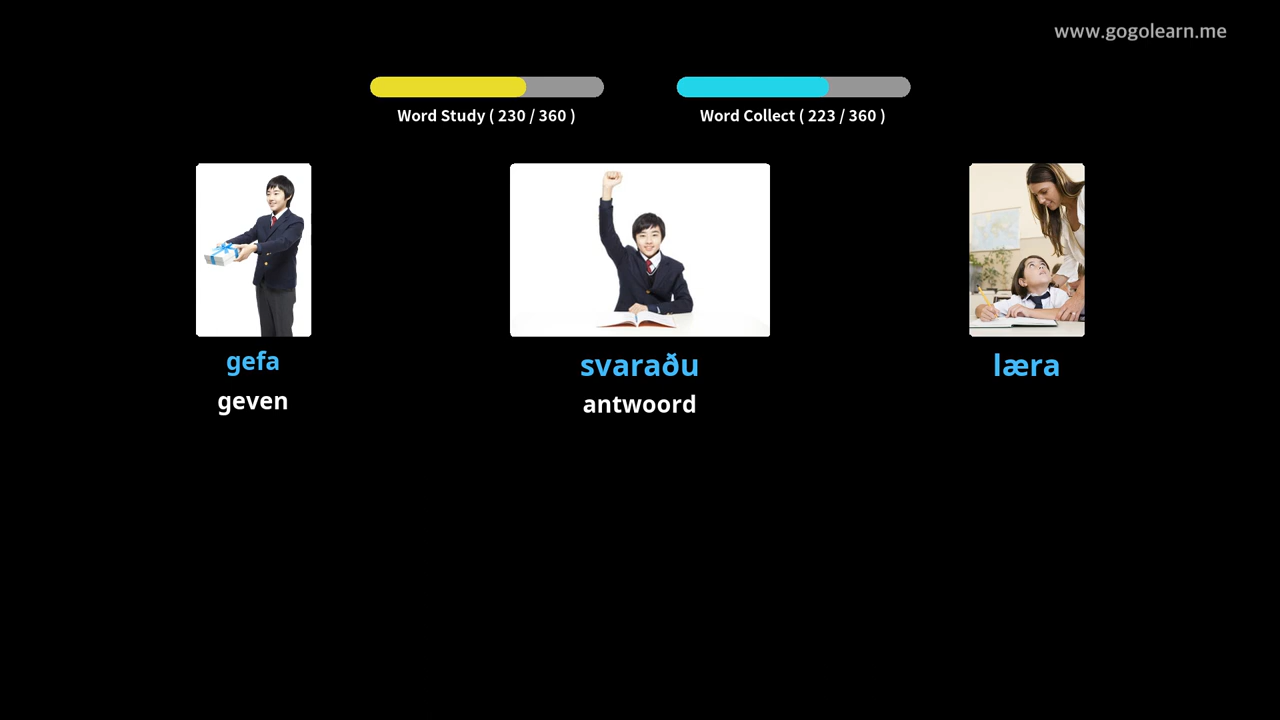 www.gogolearn.me
Word Study ( 230 / 360 )
Word Collect ( 223 / 360 )
gefa
geven
svaraðu
antwoord
læra